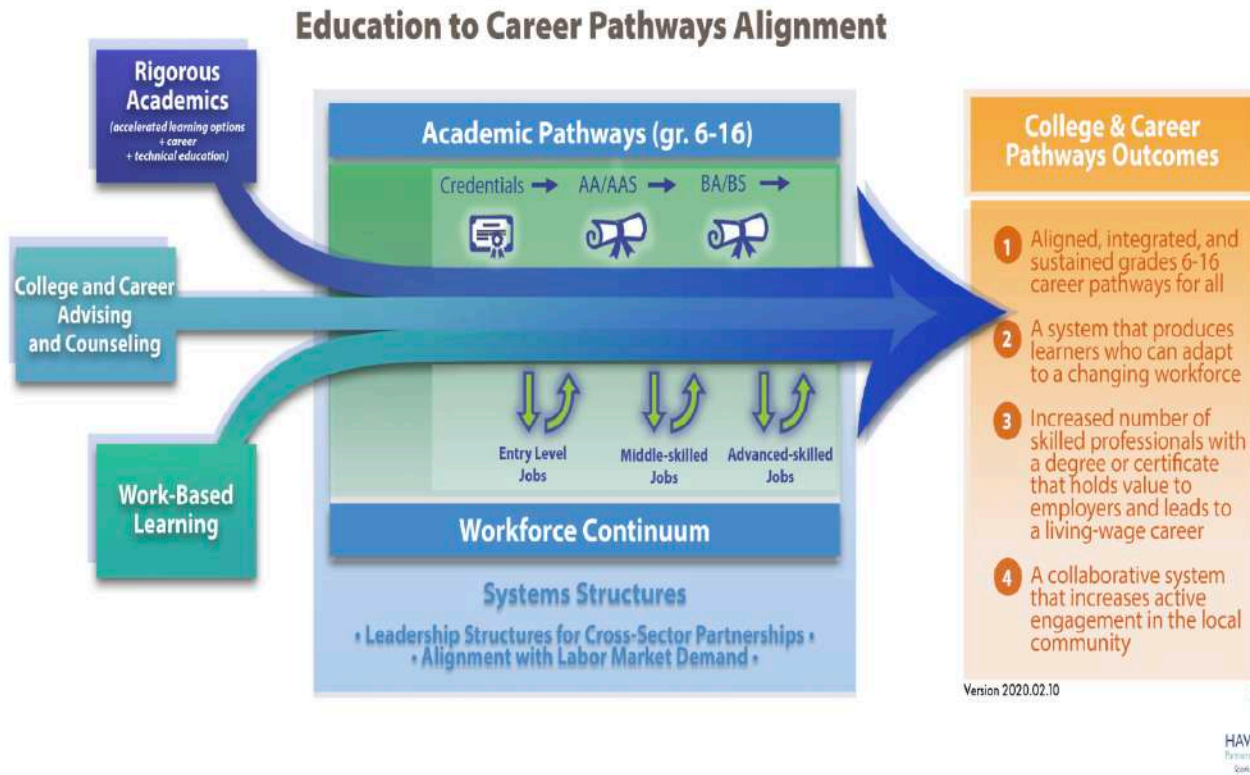 Education to Career Pathways Alignment
Rigorous
Academics
(accelerated learning options
+ career
+ technical education)
College and Career
Advising
and Counseling
Work-Based
Learning
Academic Pathways (gr. 6-16)
Credentials
AA/AAS
BA/BS
Entry Level
Jobs
Middle-skilled
Jobs
Advanced-skilled
Jobs
Workforce Continuum
Systems Structures
• Leadership Structures for Cross-Sector Partnerships •
• Alignment with Labor Market Demand •
College & Career
Pathways Outcomes
1 Aligned, integrated, and
sustained grades 6-16
career pathways for all
2 A system that produces
learners who can adapt
to a changing workforce
3 Increased number of
skilled professionals with
a degree or certificate
that holds value to
employers and leads to
a living-wage career
4 A collaborative system
that increases active
engagement in the local
community
Version 2020.02.10
HAW